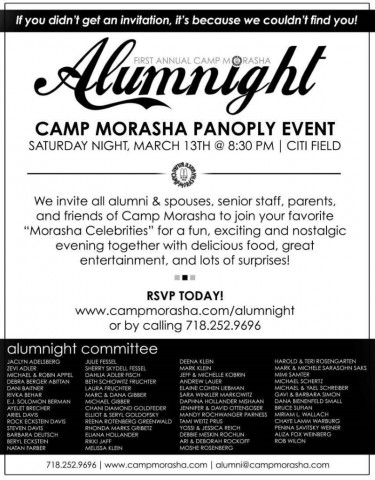 If you didn't get an invitation, it's because we couldn't find you!
FIRST ANNUAL CAMP MORASHA
Alumnight
CAMP MORASHA PANOPLY EVENT
SATURDAY NIGHT, MARCH 13TH @ 8:30 PM | CITI FIELD
We invite all alumni & spouses, senior staff, parents,
and friends of Camp Morasha to join your favorite
"Morasha Celebrities" for a fun, exciting and nostalgic
evening together with delicious food, great
entertainment, and lots of surprises!
RSVP TODAY!
www.campmorasha.com/alumnight
or by calling 718.252.9696
alumnight committee
JACLYN ADELSBERG
ZEVI ADLER
MICHAEL & ROBIN APPEL
DEBRA BERGER ABITTAN
DANI BAITNER
RIVKA BEHAR
E.J. SOLOMON BERMAN
AYELET BRECHER
ARIEL DAVIS
ROCK ECKSTEIN DAVIS
STEVEN DAVIS
BARBARA DEUTSCH
BERYL ECKSTEIN
NATAN FARBER
JULIE FESSEL
SHERRY SKYDELL FESSEL
DAHLIA ADLER FISCH
BETH SCHOWITZ FRUCHTER
LAURA FRUCHTER
MARC & DANA GIBBER
MICHAEL GIBBER
CHANI DIAMOND GOLDFEDER
ELLIOT & SERYL GOLDOFSKY
REENA ROTENBERG GREENWALD
RHONDA MARKS GRIBETZ
ELIANA HOLLANDER
RIKKI JAFF
MELISSA KLEIN
DEENA KLEIN
MARK KLEIN
JEFF & MICHELLE KOBRIN
ANDREW LAUER
ELAINE COHEN LIEBMAN
SARA WINKLER MARKOWITZ
DAPHNA HOLLANDER MISHAAN
JENNIFER & DAVID OTTENSOSER
MANDY ROCHWARGER PARNESS
TAMI WEITZ PRUS
YOSSI & JESSICA REICH
DEBBIE MESKIN ROCHLIN
ARI & DEBORAH ROCKOFF
MOSHE ROSENBERG
HAROLD & TERI ROSENGARTEN
MARK & MICHELE SARASOHN SAKS
MIMI SAMTER
MICHAEL SCHERTZ
MICHAEL & YAEL SCHREIBER
GAVI & BARBARA SIMON
DANA BIENENFELD SMALL
BRUCE SUFIAN
MIRIAM L. WALLACH
CHAYE LAMM WARBURG
PENINA SAVITSKY WEINER
ALIZA FOX WEINBERG
ROB WILON
718.252.9696 | www.campmorasha.com | alumni@campmorasha.com